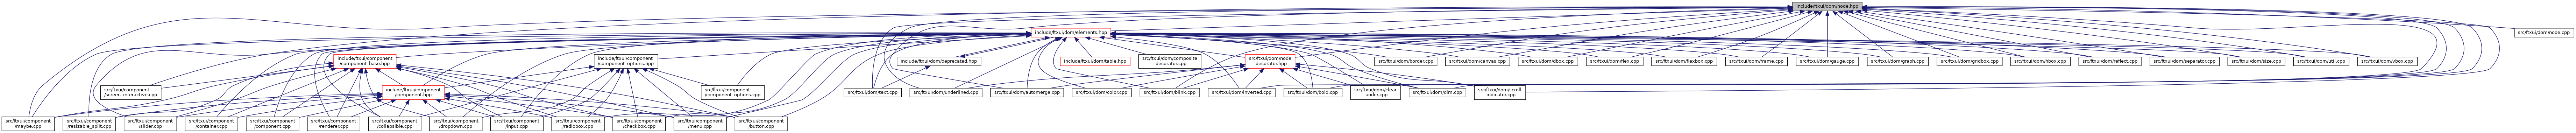 include/ftxui/dom/node.hpp
include/ftxui/dom/elements.hpp
src/ftxui/dom/node.cpp
include/ftxui/component
/component_base.hpp
include/ftxui/component
/component_options.hpp
include/ftxui/dom/deprecated.hpp
include/ftxui/dom/table.hpp
src/ftxui/dom/composite
_decorator.cpp
include/ftxui/dom/node
_decorator.hpp
src/ftxui/dom/border.cpp
src/ftxui/dom/canvas.cpp
src/ftxui/dom/dbox.cpp
src/ftxui/dom/flex.cpp
src/ftxui/dom/flexbox.cpp
src/ftxui/dom/frame.cpp
src/ftxui/dom/gauge.cpp
src/ftxui/dom/graph.cpp
src/ftxui/dom/gridbox.cpp
src/ftxui/dom/hbox.cpp
src/ftxui/dom/reflect.cpp
src/ftxui/dom/separator.cpp
src/ftxui/dom/size.cpp
src/ftxui/dom/util.cpp
src/ftxui/dom/vbox.cpp
src/ftxui/component
/screen_interactive.cpp
include/ftxui/component
/component.hpp
src/ftxui/component
/component_options.cpp
src/ftxui/dom/text.cpp
src/ftxui/dom/underlined.cpp
src/ftxui/dom/automerge.cpp
src/ftxui/dom/color.cpp
src/ftxui/dom/blink.cpp
src/ftxui/dom/inverted.cpp
src/ftxui/dom/bold.cpp
src/ftxui/dom/clear
_under.cpp
src/ftxui/dom/dim.cpp
src/ftxui/dom/scroll
_indicator.cpp
src/ftxui/component
/maybe.cpp
src/ftxui/component
/resizable_split.cpp
src/ftxui/component
/slider.cpp
src/ftxui/component
/container.cpp
src/ftxui/component
/component.cpp
src/ftxui/component
/renderer.cpp
src/ftxui/component
/collapsible.cpp
src/ftxui/component
/dropdown.cpp
src/ftxui/component
/input.cpp
src/ftxui/component
/radiobox.cpp
src/ftxui/component
/checkbox.cpp
src/ftxui/component
/menu.cpp
src/ftxui/component
/button.cpp